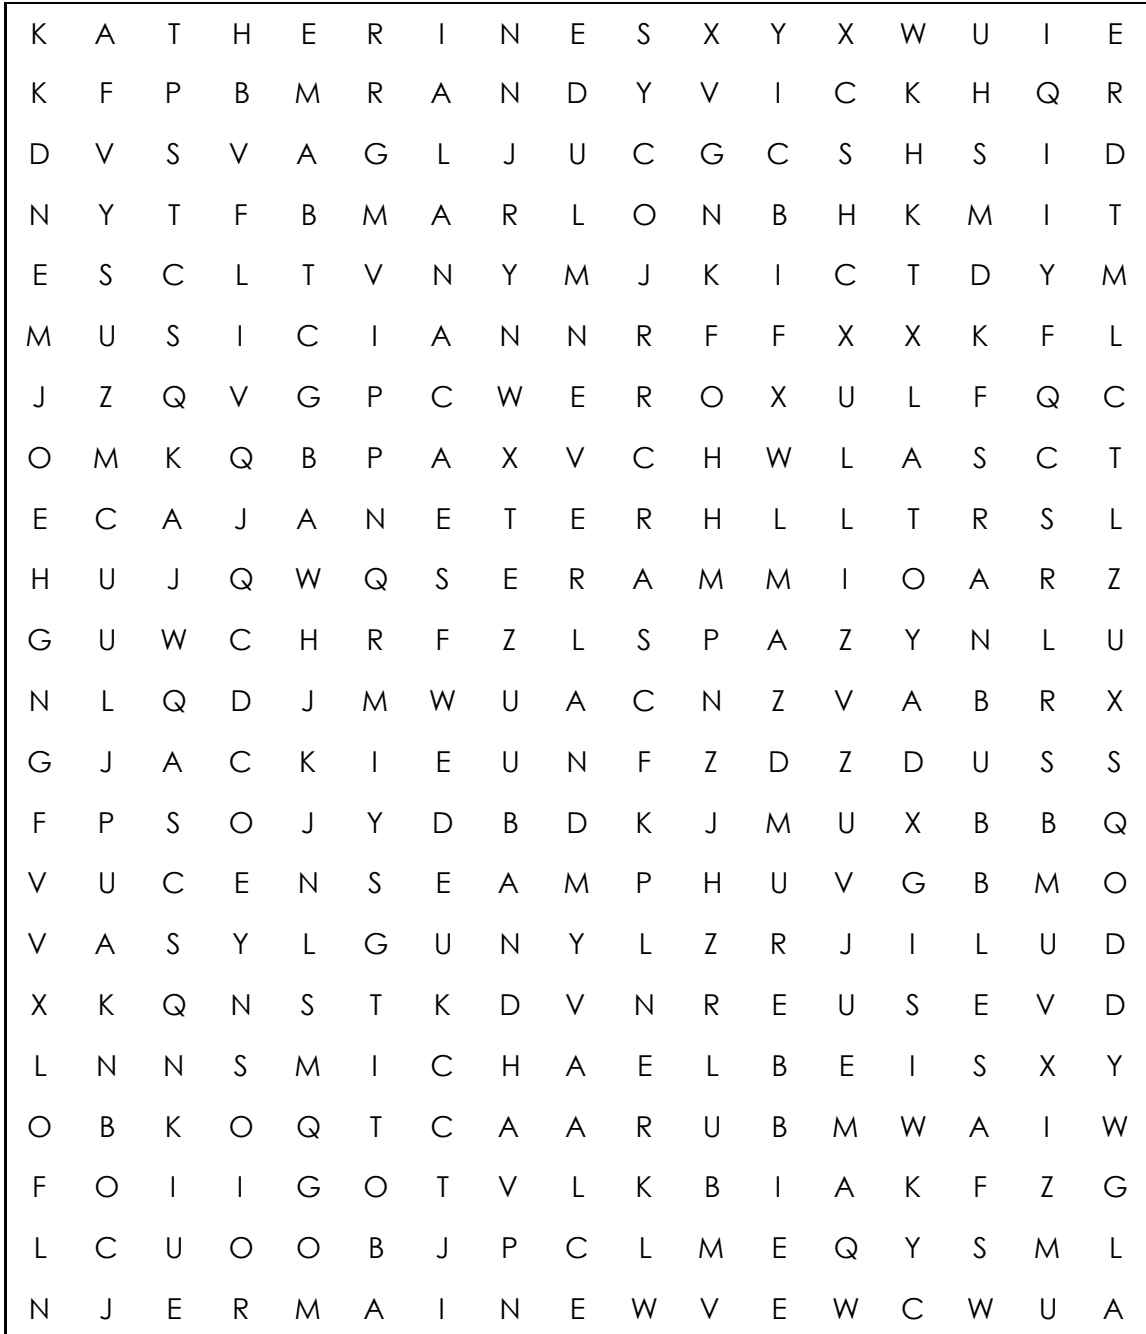 K A T H E R I N E S X Y X W U I E
K F P B M R A N D Y V I C K H Q R
D V S V A G L J U C G C S H S I D
N Y T F B M A R L O N B H K M I T
E S C L T V N Y M J K I C T D Y M
M U S I C I A N N R F F X X K F L
J Z Q V G P C W E R O X U L F Q C
O M K Q B P A X V C H W L A S C T
E C A J A N E T E R H L L T R S L
H U J Q W Q S E R A M M I O A R Z
G U W C H R F Z L S P A Z Y N L U
N L Q D J M W U A C N Z V A B R X
G J A C K I E U N F Z D Z D U S S
F P S O J Y D B D K J M U X B B Q
V U C E N S E A M P H U V G B M O
V A S Y L G U N Y L Z R J I L U D
X K Q N S T K D V N R E U S E V D
L N N S M I C H A E L B E I S X Y
O B K O Q T C A A R U B M W A I W
F O I I G O T V L K B I A K F Z G
L C U O O B J P C L M E Q Y S M L
N J E R M A I N E W V E W C W U A